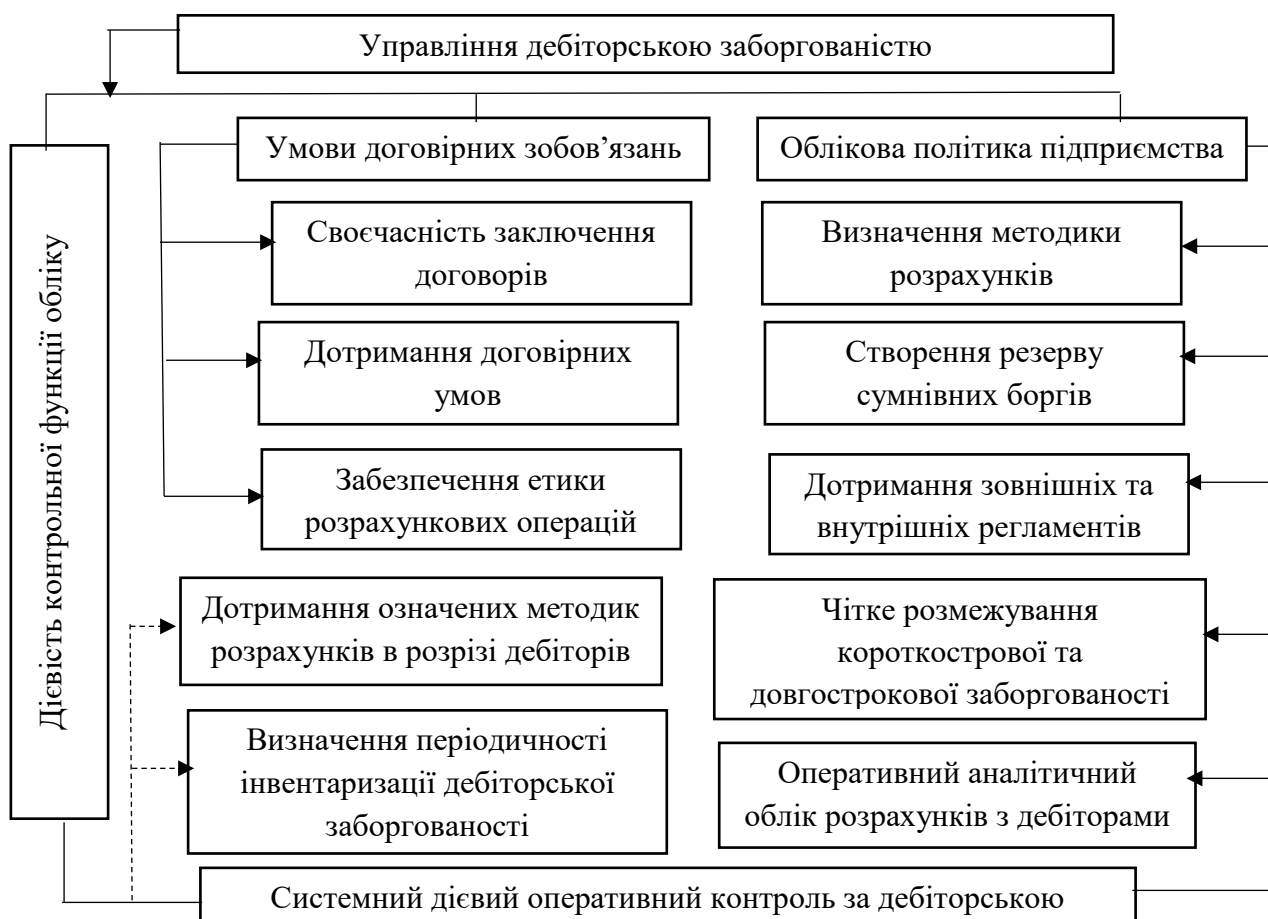 Управління дебіторською заборгованістю
Дієвість контрольної функції обліку
Умови договірних зобов’язань
Своєчасність заключення
договорів
Дотримання договірних
умов
Забезпечення етики
розрахункових операцій
Дотримання означених методик
розрахунків в розрізі дебіторів
Визначення періодичності
інвентаризації дебіторської
заборгованості
Облікова політика підприємства
Визначення методики
розрахунків
Створення резерву
сумнівних боргів
Дотримання зовнішніх та
внутрішніх регламентів
Чітке розмежування
короткострової та
довгострокової заборгованості
Оперативний аналітичний
облік розрахунків з дебіторами
Системний дієвий оперативний контроль за дебіторською